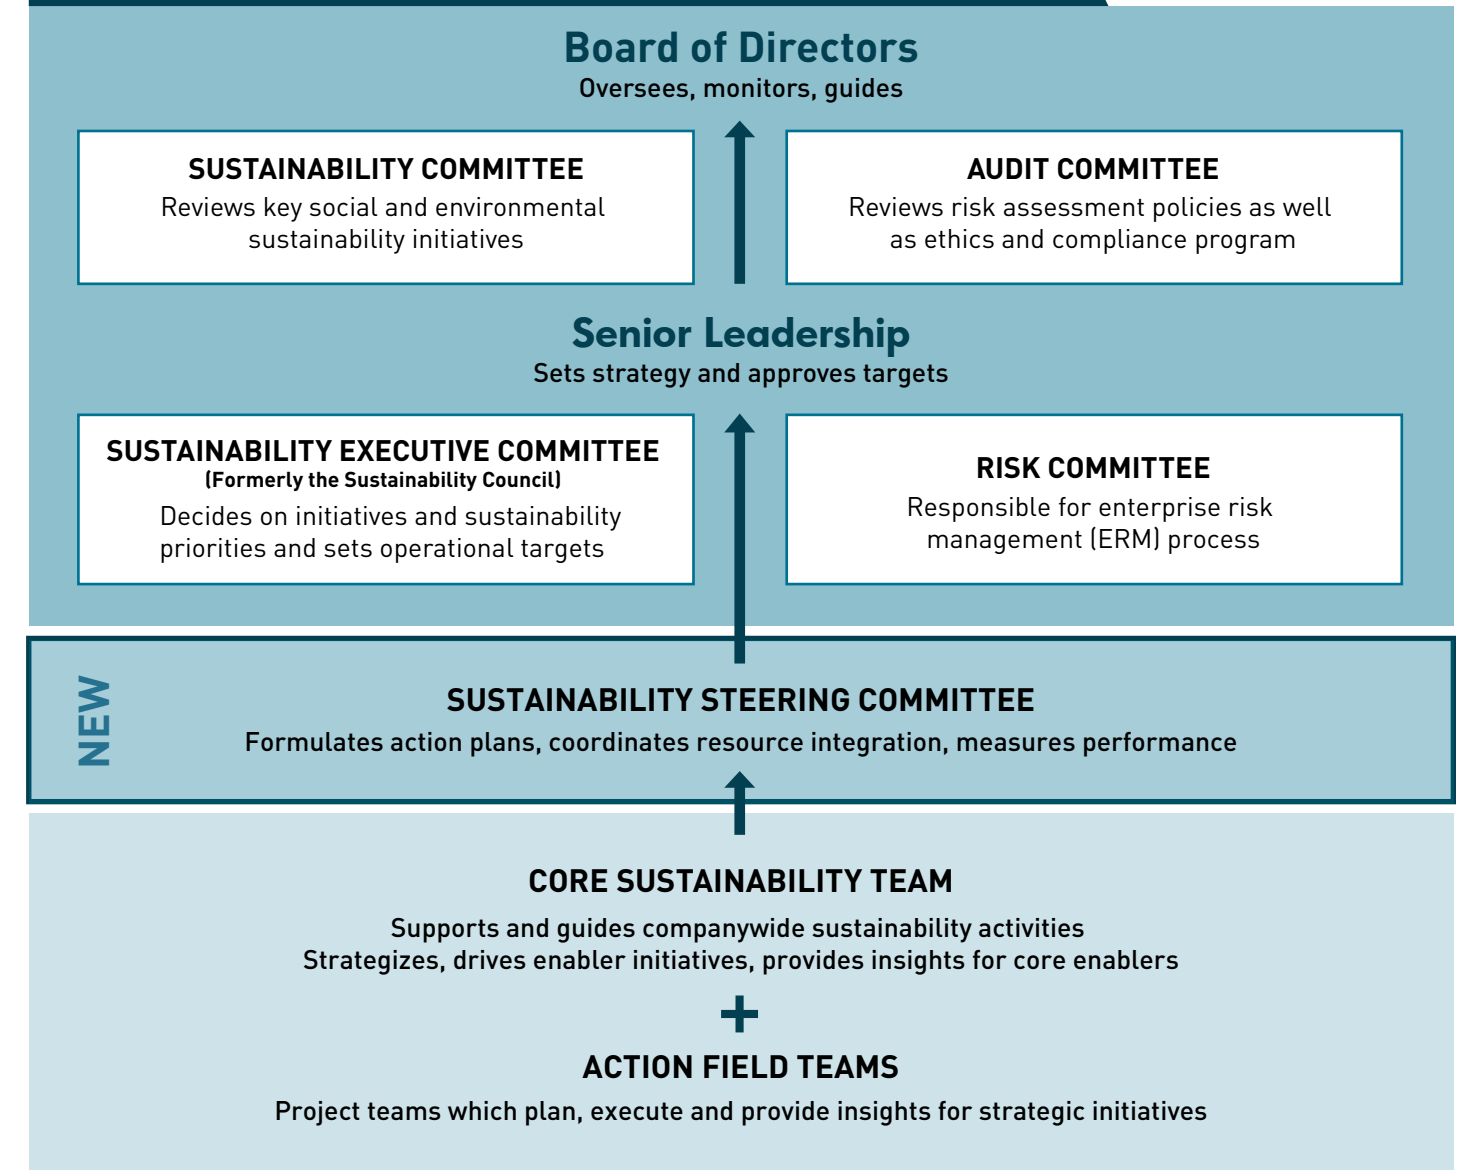 Board of Directors
Oversees, monitors, guides
SUSTAINABILITY COMMITTEE
Reviews key social and environmental
sustainability initiatives
AUDIT COMMITTEE
Reviews risk assessment policies as well
as ethics and compliance program
Senior Leadership
Sets strategy and approves targets
SUSTAINABILITY EXECUTIVE COMMITTEE
(Formerly the Sustainability Council)
Decides on initiatives and sustainability
priorities and sets operational targets
RISK COMMITTEE
Responsible for enterprise risk
management (ERM) process
NEW
SUSTAINABILITY STEERING COMMITTEE
Formulates action plans, coordinates resource integration, measures performance
CORE SUSTAINABILITY TEAM
Supports and guides companywide sustainability activities
Strategizes, drives enabler initiatives, provides insights for core enablers
+
ACTION FIELD TEAMS
Project teams which plan, execute and provide insights for strategic initiatives